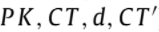 PK, CT, d, CT′